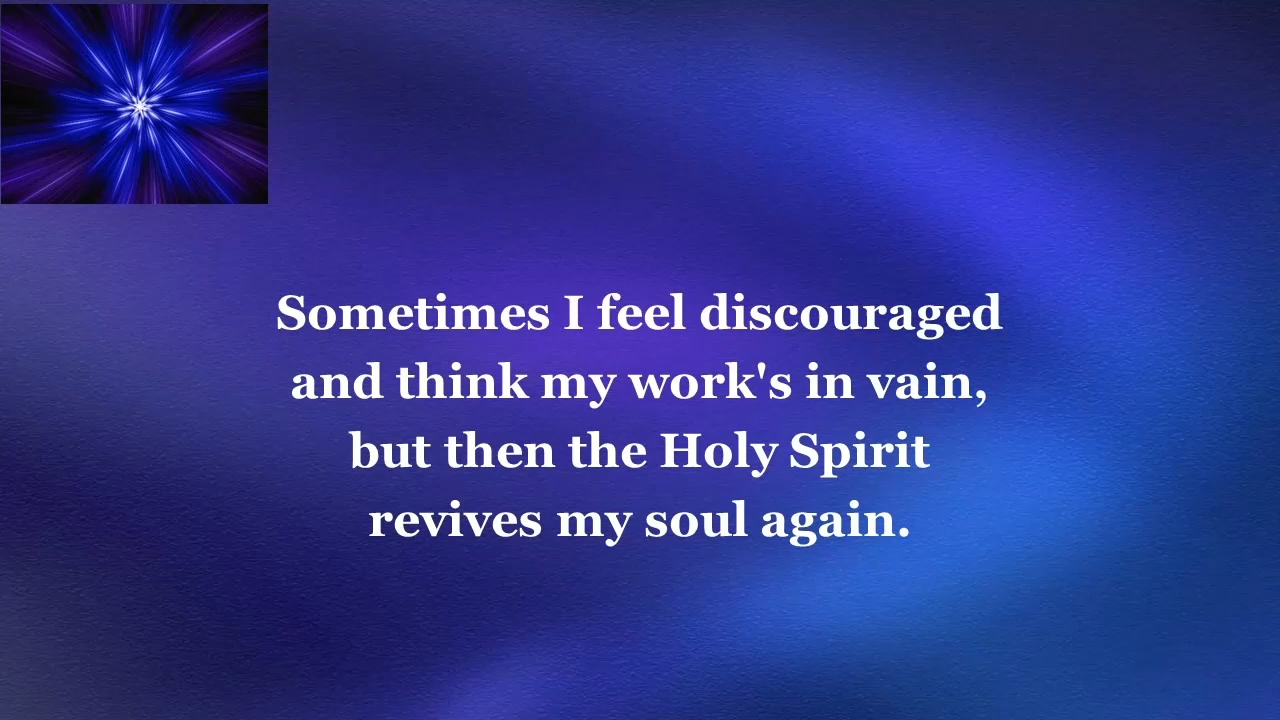 Sometimes I feel discouraged
and think my work's in vain,
but then the Holy Spirit
revives my soul again.